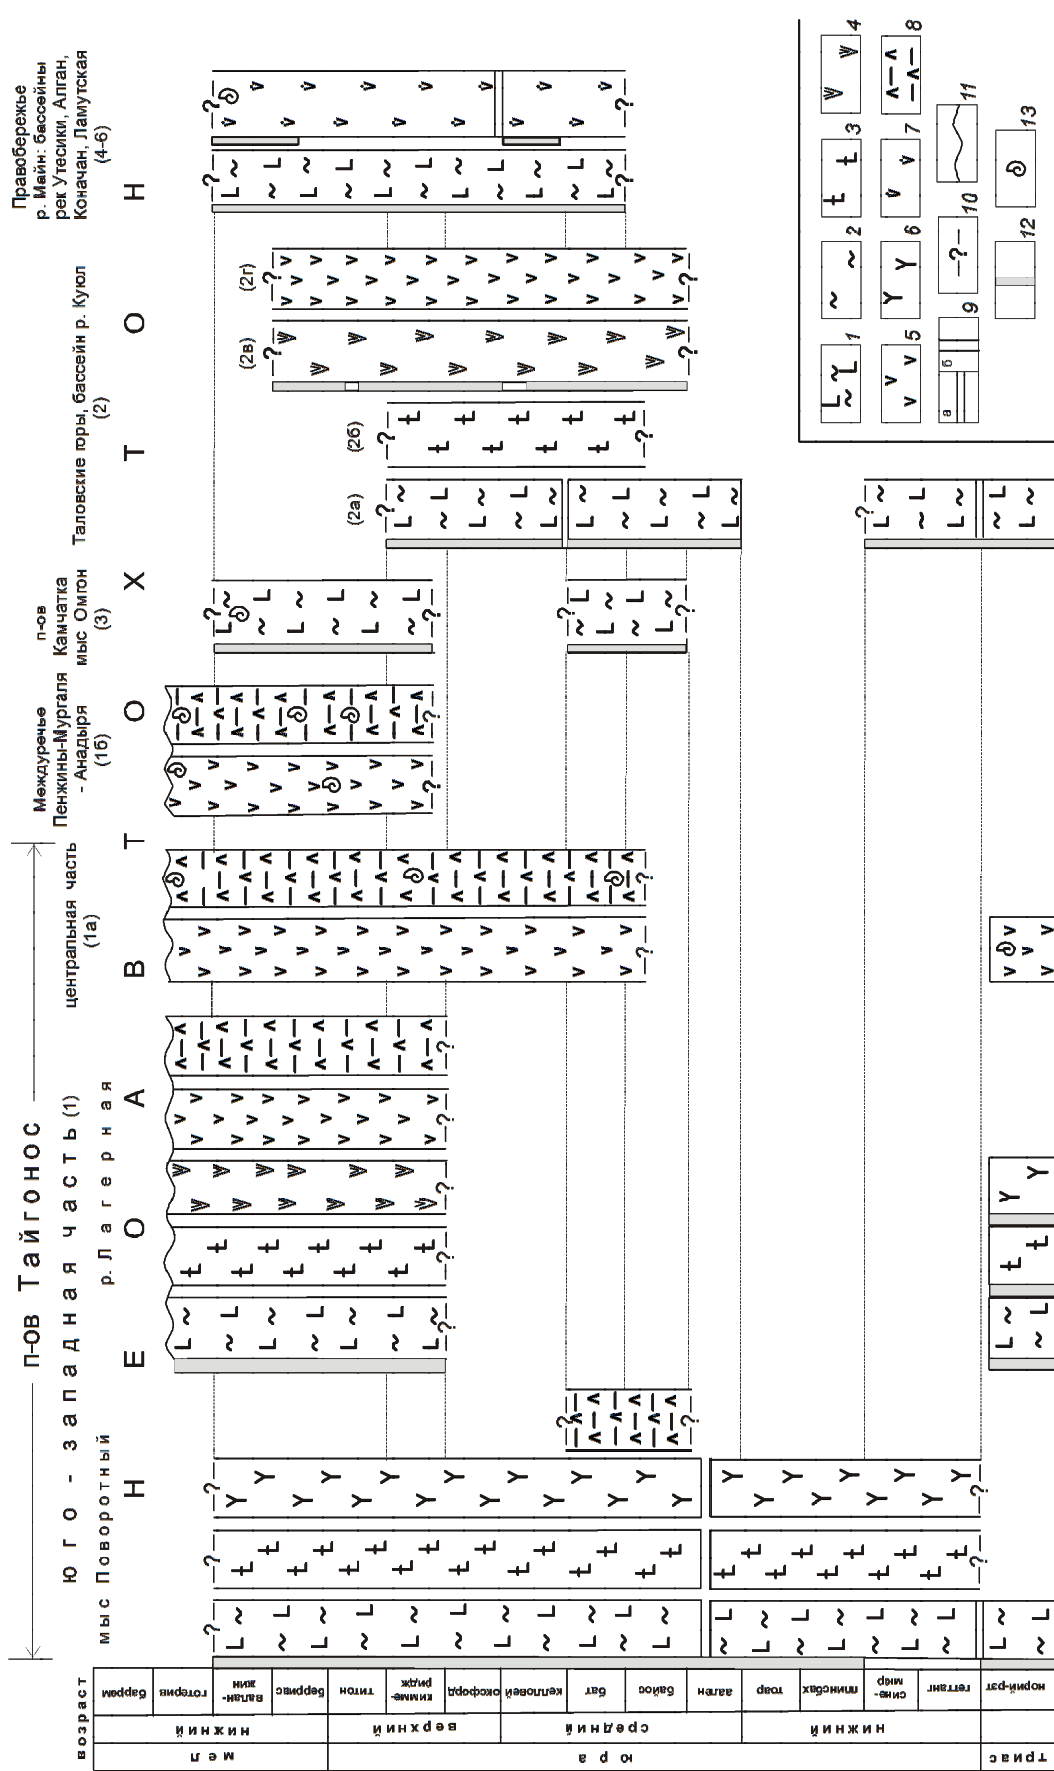 п-ов Тайгонос
юго - западная часть (1)
центральная часть
(1а)
мыс Поворотный
р. Лагерная
Междуречье
Пенжины-Мургаля
- Анадыря
(1б)
п-ов
Камчатка
мыс Омгон
(3)
Таловские горы, бассейн р. Куюл
(2)
Правобережье
р. Майн: бассейны
рек Утесики, Алган,
Коначан, Ламутская
(4-6)
Н Е О А В Т О Х Т О Н
(2а)
(2б)
(2в)
(2г)
возраст
мел
нижний
баррем
готерив
валан-
жин
берриас
юра
верхний
титон
кимме-
ридж
оксфорд
средний
келловей
бат
байос
аален
нижний
тоар
плинсбах
сине-
мюр
геттанг
триас
норий-рэт
1
2
3
4
5
6
7
8
а
б
9
10
11
12
13